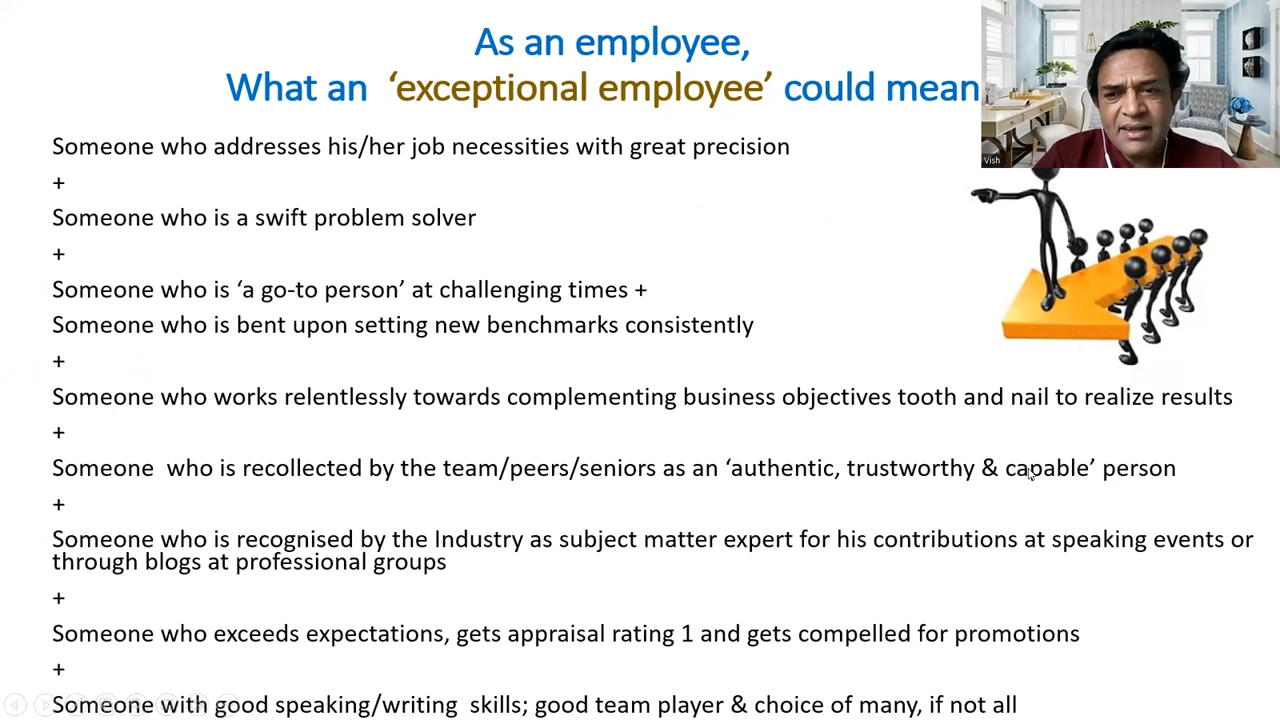 As an employee,
What an ‘exceptional employee’ could mean
Vish
Someone who addresses his/her job necessities with great precision
+
Someone who is a swift problem solver
+
Someone who is ‘a go-to person’ at challenging times +
Someone who is bent upon setting new benchmarks consistently
+
Someone who works relentlessly towards complementing business objectives tooth and nail to realize results
+
Someone who is recollected by the team/peers/seniors as an ‘authentic, trustworthy & capable’ person
+
Someone who is recognised by the Industry as subject matter expert for his contributions at speaking events or
through blogs at professional groups
+
Someone who exceeds expectations, gets appraisal rating 1 and gets compelled for promotions
+
Someone with good speaking/writing skills; good team player & choice of many, if not all